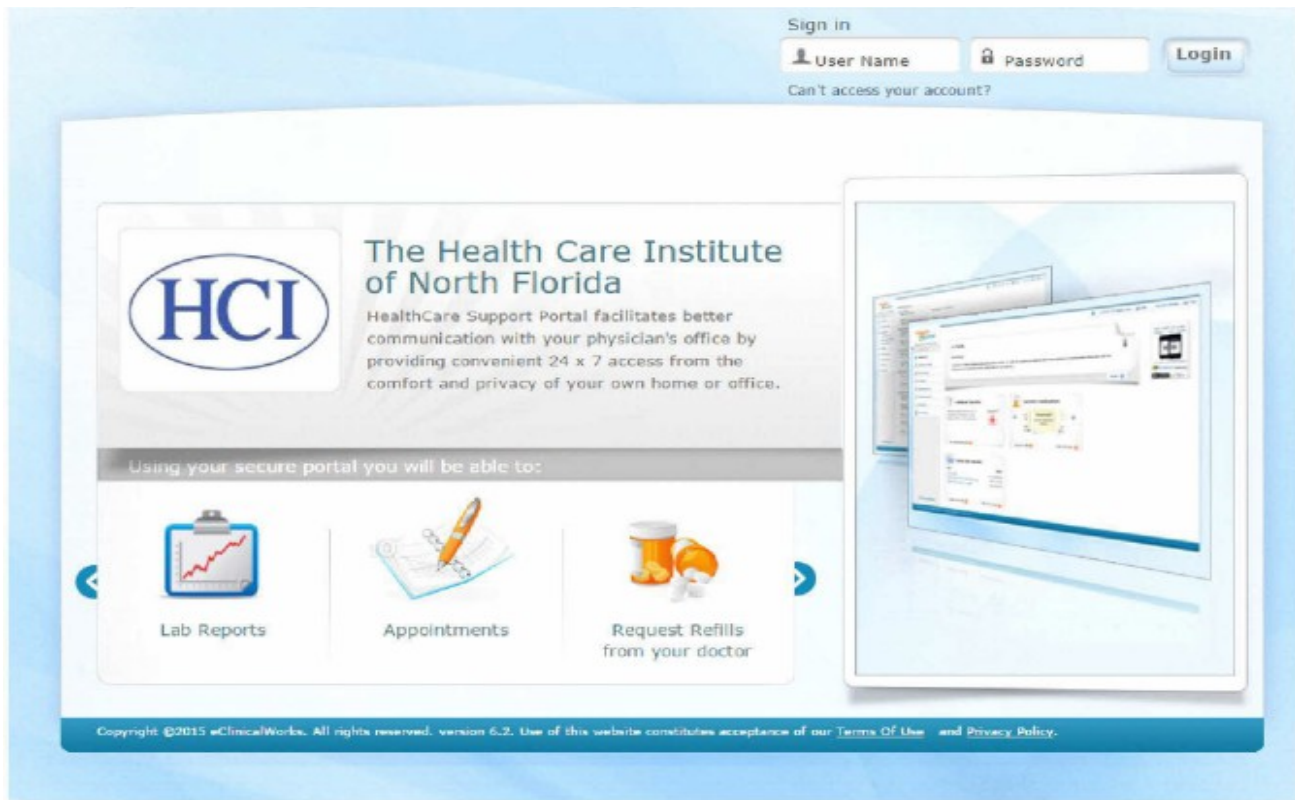 Sign in
User Name
Password
Login
Can't access your account?
HCI
The Health Care Institute
of North Florida
HealthCare Support Portal facilitates better
communication with your physician's office by
providing convenient 24 x 7 access from the
comfort and privacy of your own home or office.
Using your secure portal you will be able to:
Lab Reports
Appointments
Request Refills
from your doctor
Copyright ©2015 eClinicalWorks. All rights reserved. version 6.2. Use of this website constitutes acceptance of our Terms Of Use and Privacy Policy.